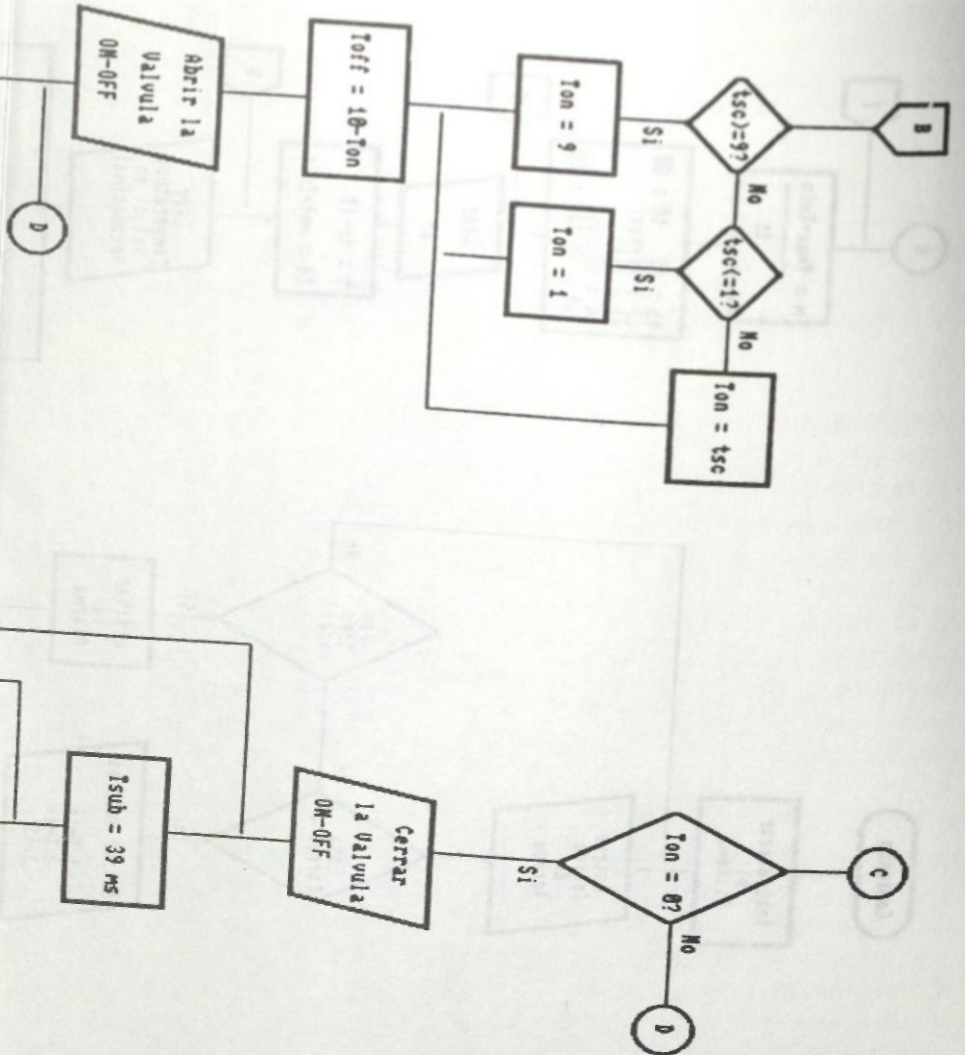 B
tsc>=9?
No
Si
tsc<=1?
No
Si
Ton = tsc
Ton = 9
Ton = 1
Toff = 10-Ton
Abrir la
Valvula
ON-OFF
D
C
Ton = 0?
No
D
Si
Cerrar
la Valvula
ON-OFF
Tsub = 39 ms